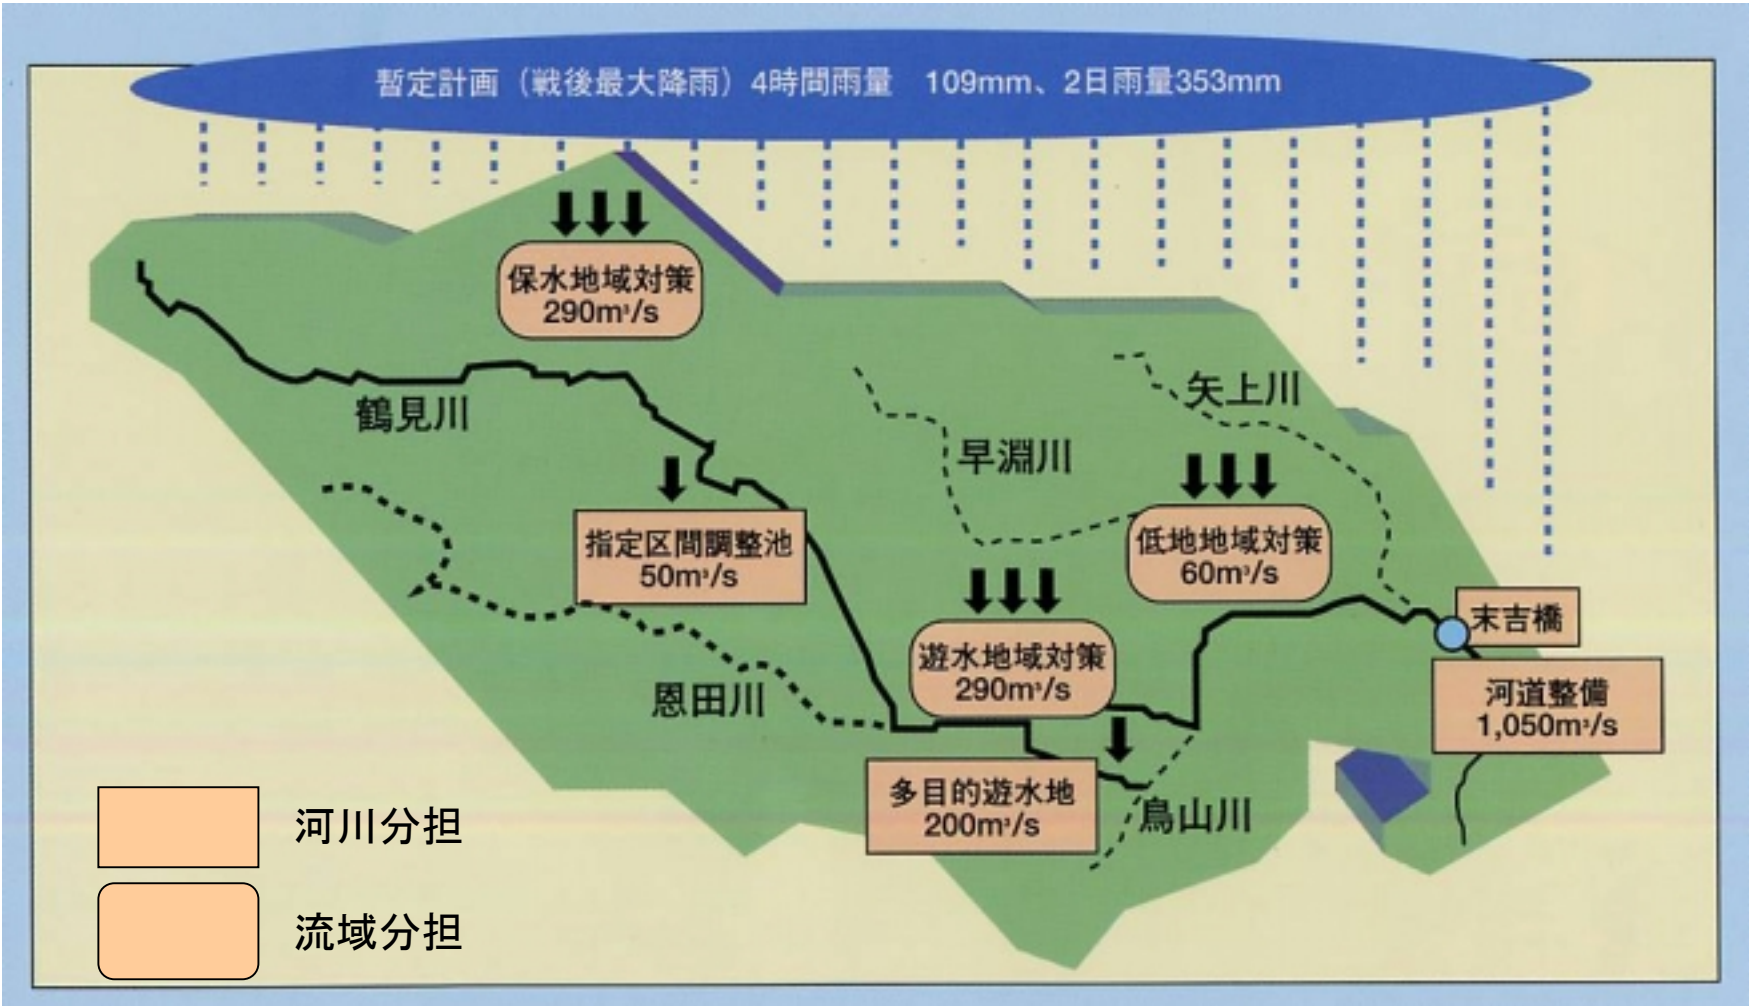 暫定計画（戦後最大降雨）4時間雨量　109mm、2日雨量353mm
保水地域対策
290m³/s
鶴見川
矢上川
早淵川
指定区間調整池
50m³/s
低地地域対策
60m³/s
末吉橋
遊水地域対策
290m³/s
恩田川
河道整備
1,050m³/s
多目的遊水地
200m³/s
鳥山川
河川分担
流域分担